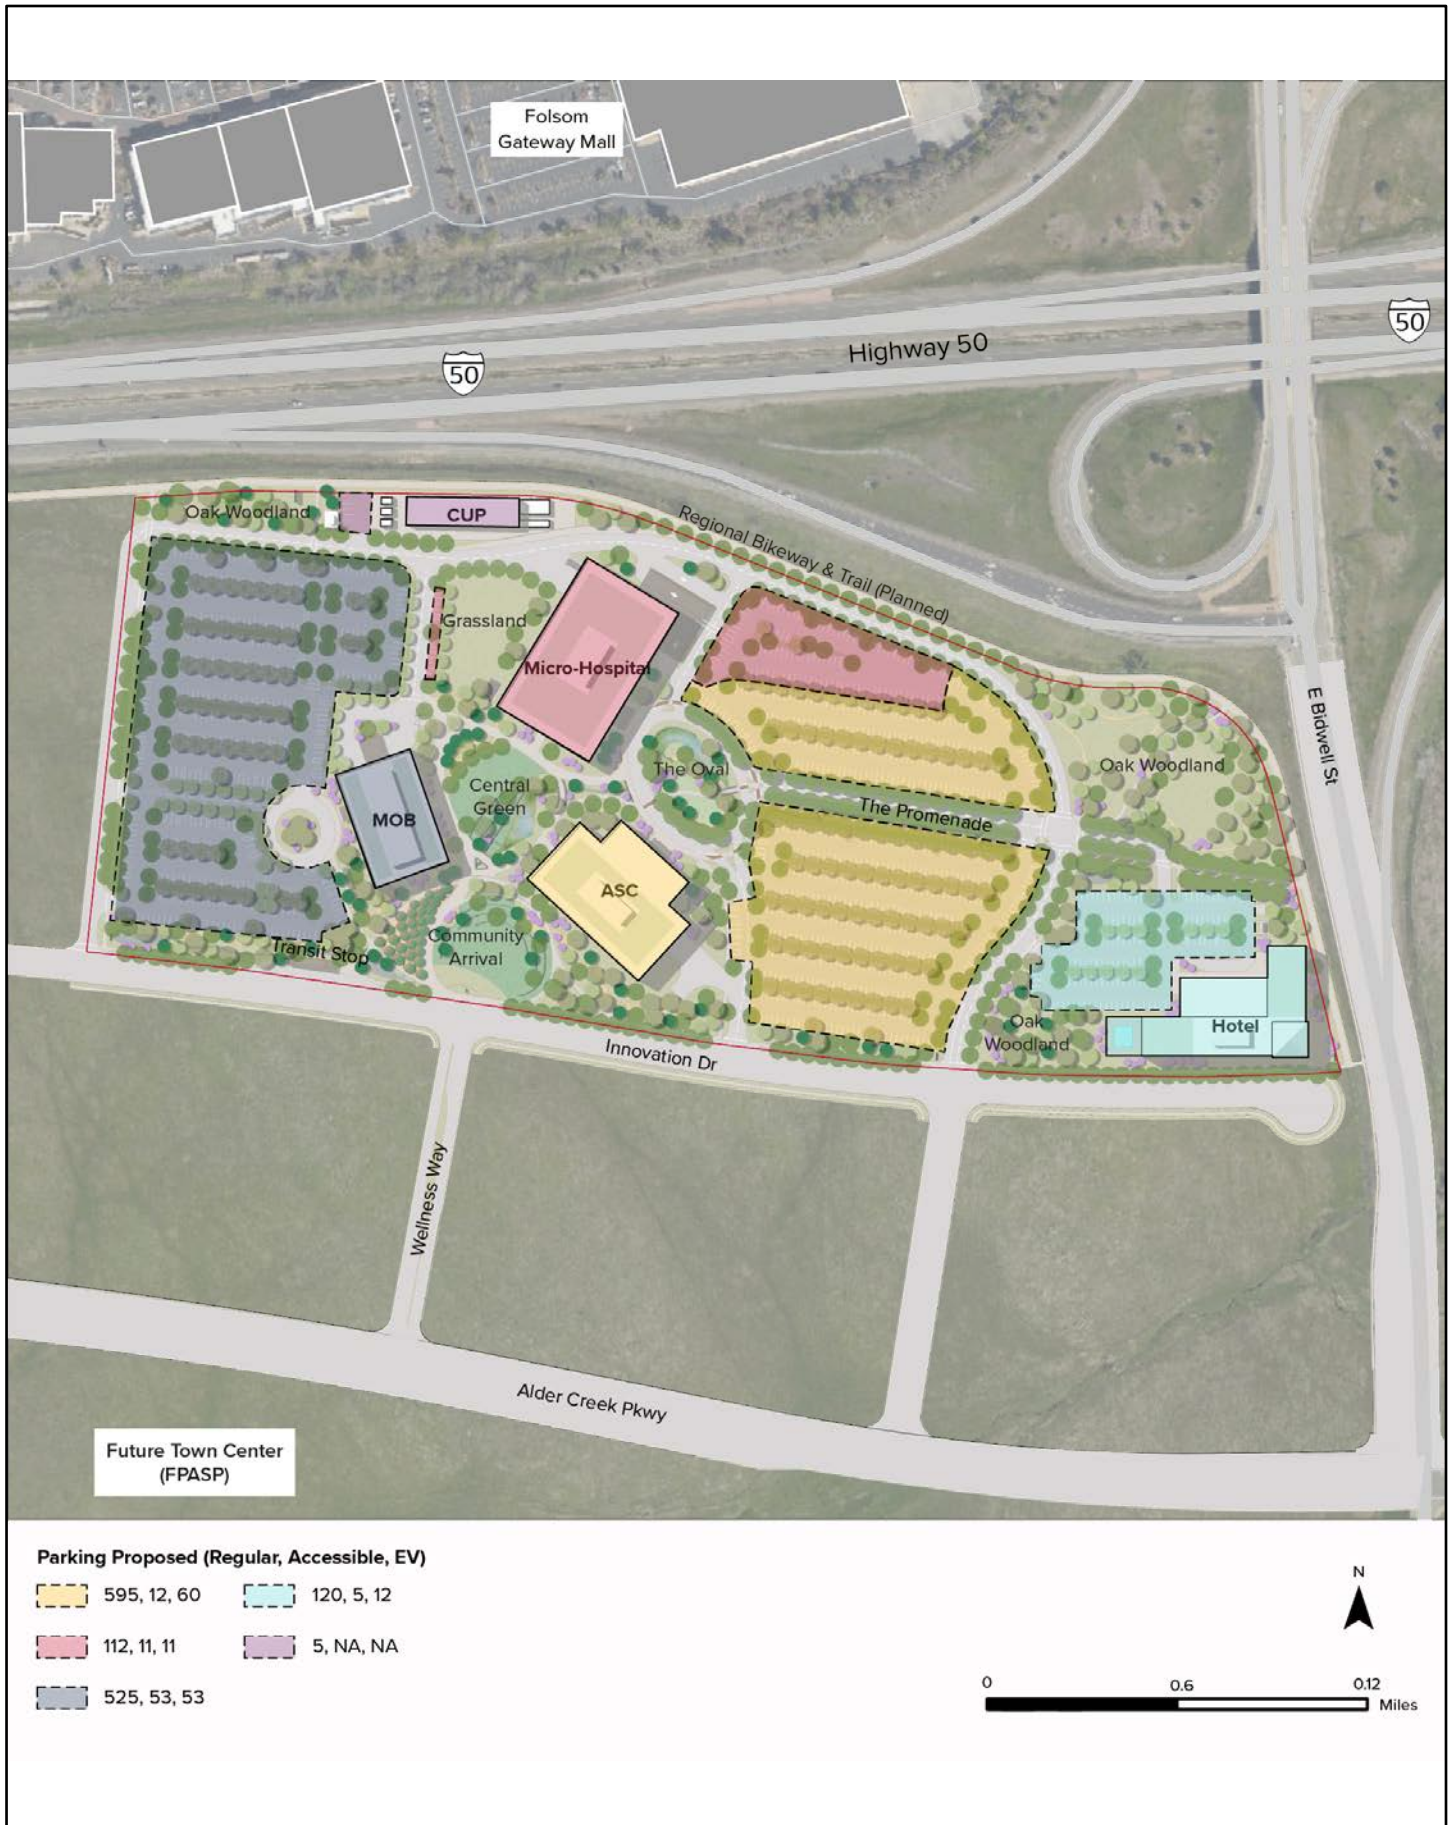 Folsom
Gateway Mall
Highway 50
50
50
Oak Woodland
CUP
Regional Bikeway & Trail (Planned)
Grassland
Micro-Hospital
E Bidwell St
Oak Woodland
The Oval
Central
Green
The Promenade
MOB
ASC
Community
Arrival
Transit Stop
Oak
Woodland
Hotel
Innovation Dr
Wellness Way
Alder Creek Pkwy
Future Town Center
(FPASP)
Parking Proposed (Regular, Accessible, EV)
595, 12, 60
120, 5, 12
112, 11, 11
5, NA, NA
525, 53, 53
N
0
0.6
0.12
Miles